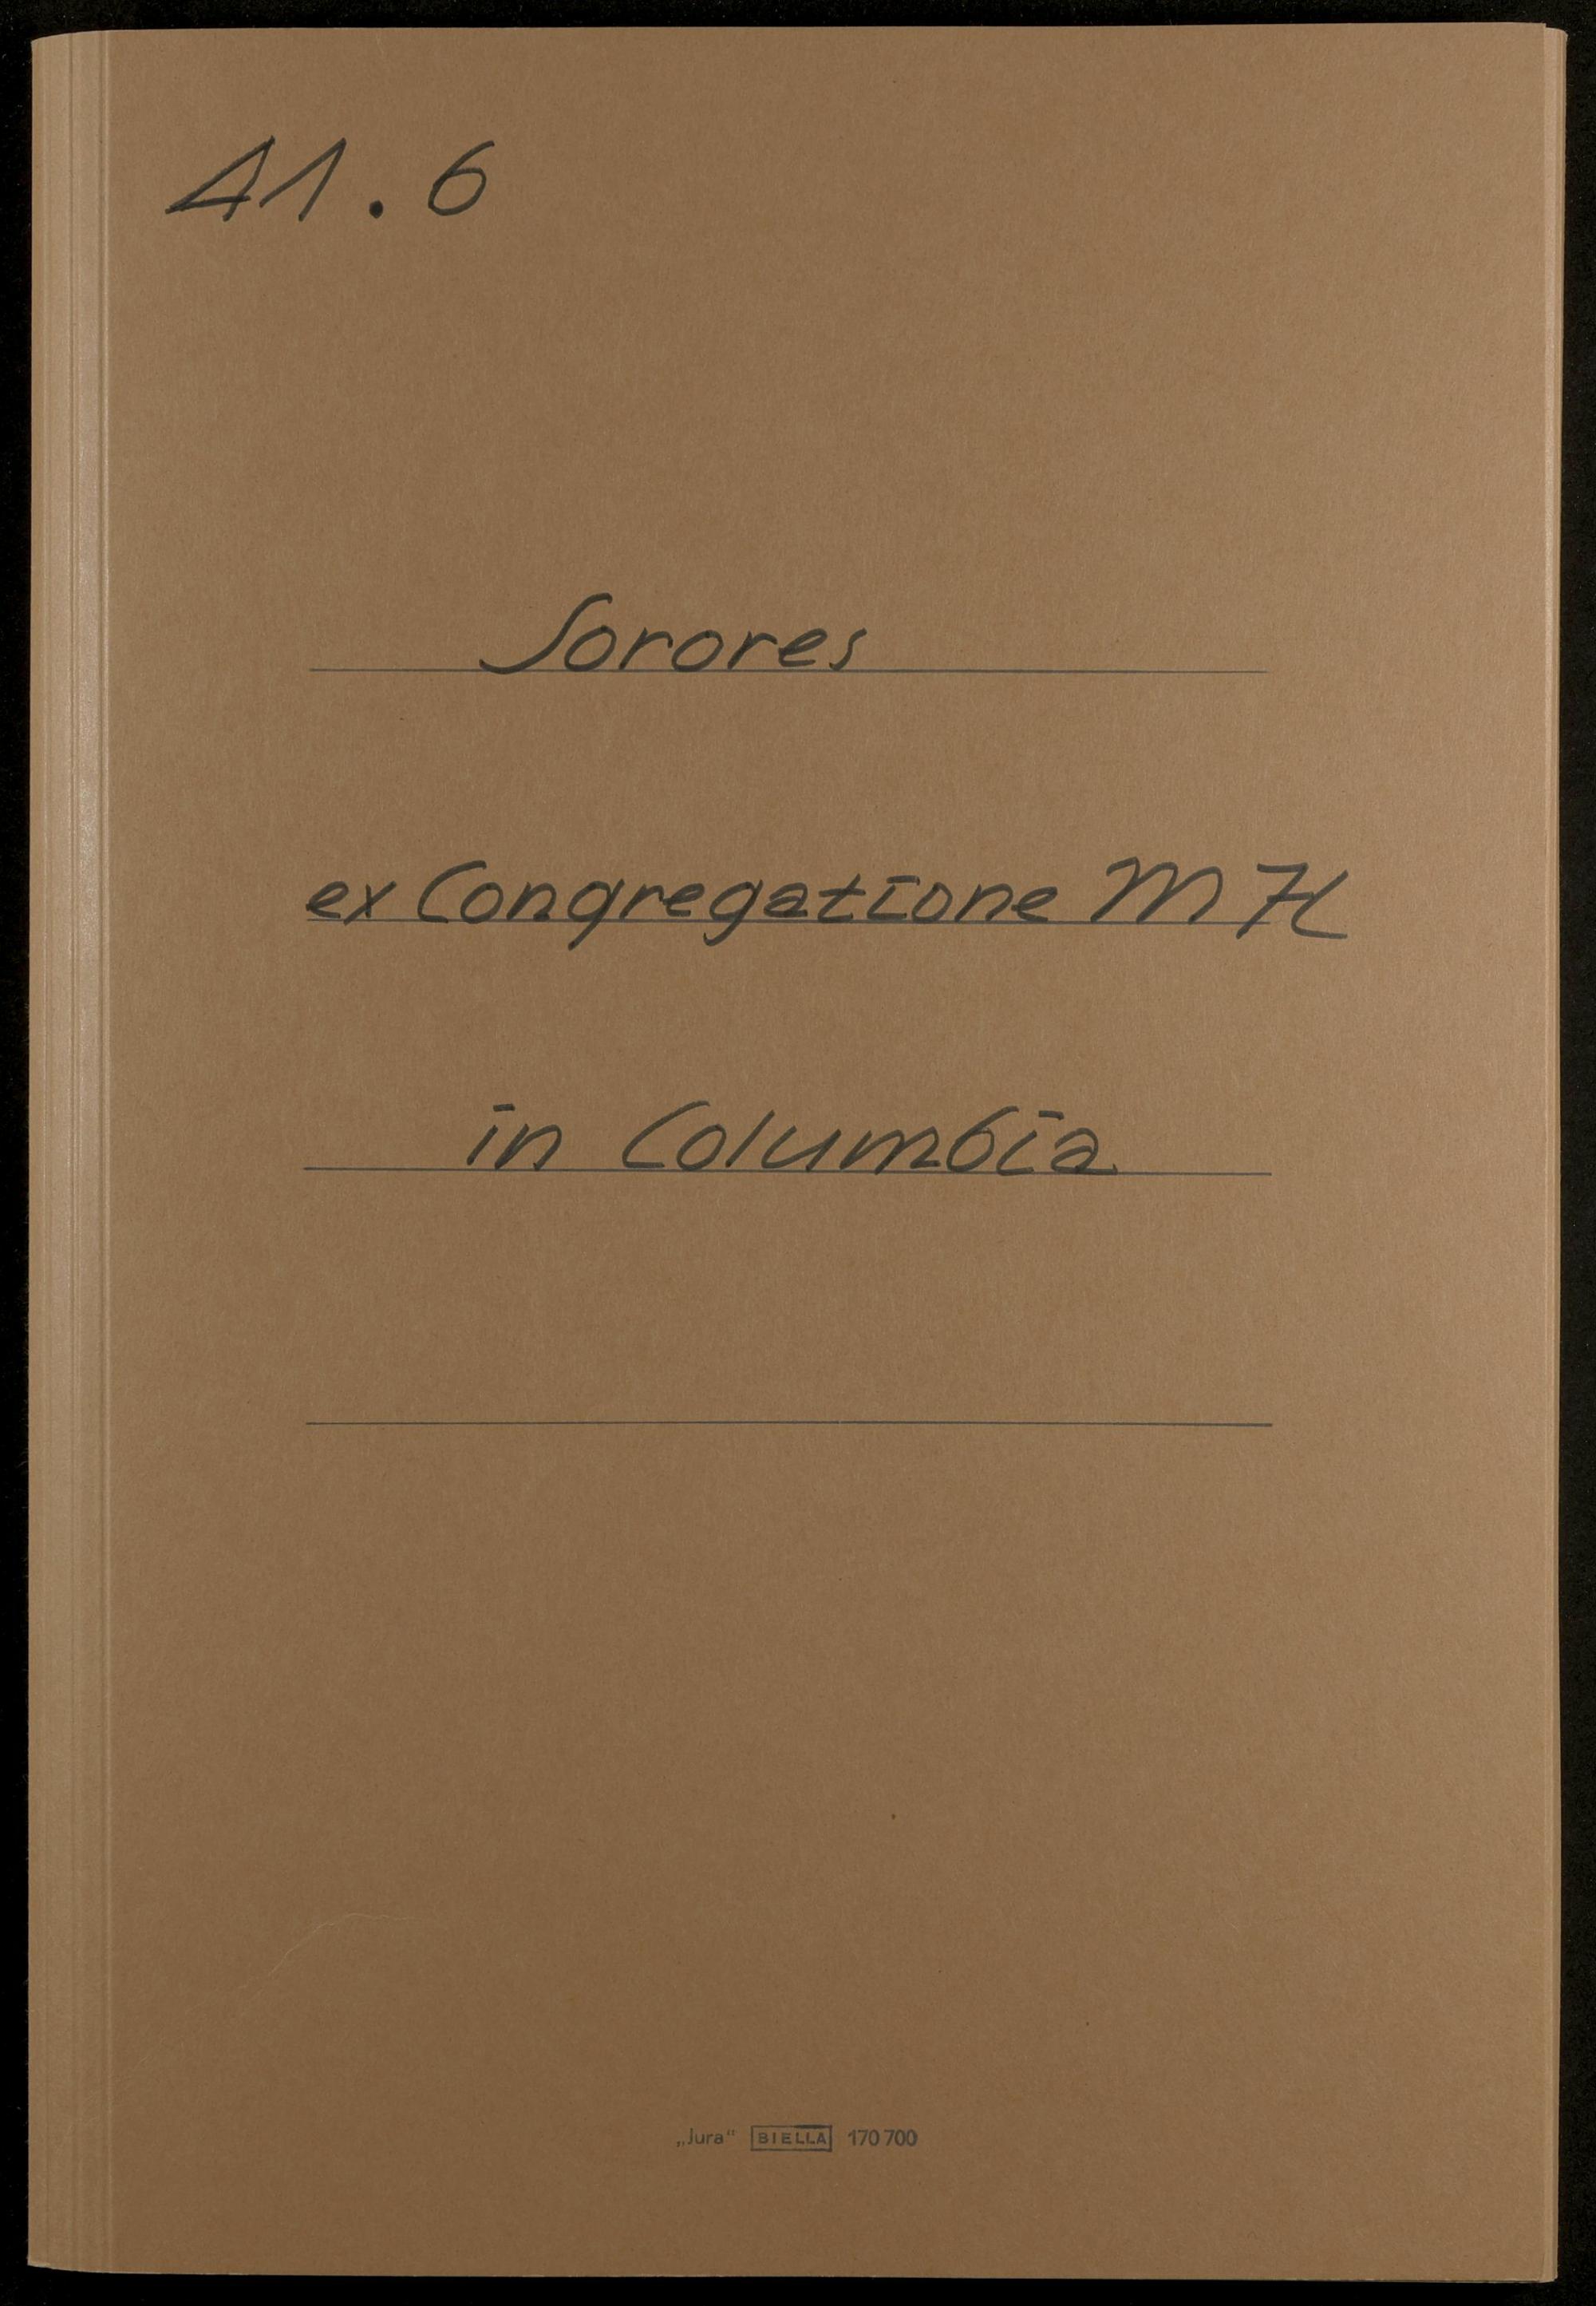 41.6
Sorores
ex Congregatione MH
in Columbia
„Jura“ BIELLA 170 700